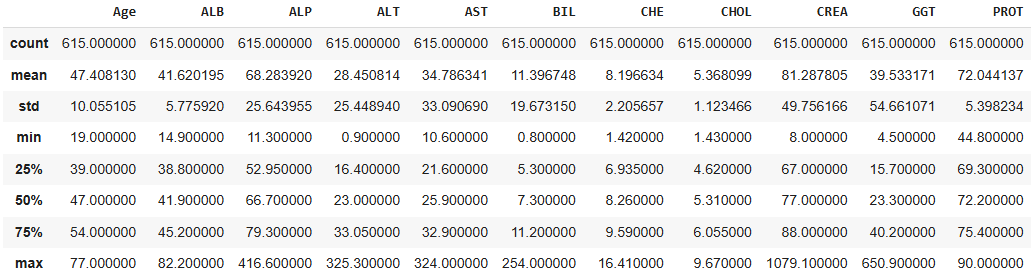 Age ALB ALP ALT AST BIL CHE CHOL CREA GGT PROT
count 615.000000 615.000000 615.000000 615.000000 615.000000 615.000000 615.000000 615.000000 615.000000 615.000000 615.000000
mean 47.408130 41.620195 68.283920 28.450814 34.786341 11.396748 8.196634 5.368099 81.287805 39.533171 72.044137
std 10.055105 5.775920 25.643955 25.448940 33.090690 19.673150 2.205657 1.123466 49.756166 54.661071 5.398234
min 19.000000 14.900000 11.300000 0.900000 10.600000 0.800000 1.420000 1.430000 8.000000 4.500000 44.800000
25% 39.000000 38.800000 52.950000 16.400000 21.600000 5.300000 6.935000 4.620000 67.000000 15.700000 69.300000
50% 47.000000 41.900000 66.700000 23.000000 25.900000 7.300000 8.260000 5.310000 77.000000 23.300000 72.200000
75% 54.000000 45.200000 79.300000 33.050000 32.900000 11.200000 9.590000 6.055000 88.000000 40.200000 75.400000
max 77.000000 82.200000 416.600000 325.300000 324.000000 254.000000 16.410000 9.670000 1079.100000 650.900000 90.000000